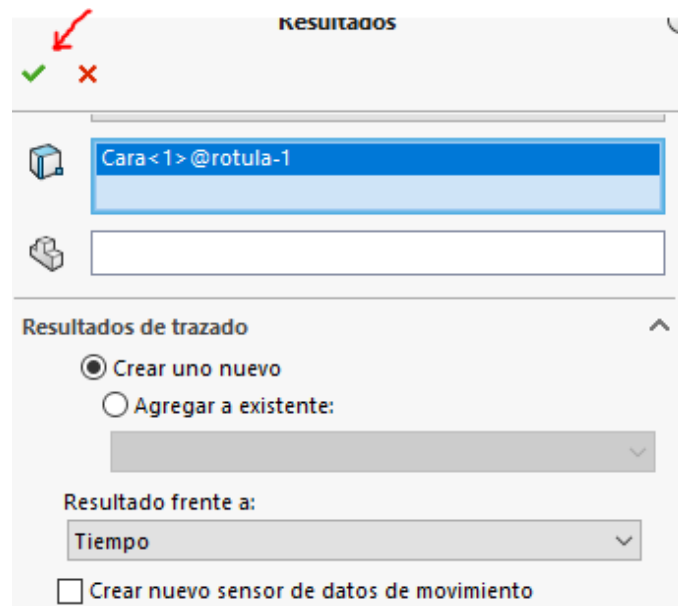 Resultados
Cara<1>@rotula-1
Resultados de trazado
Crear uno nuevo
Agregar a existente:
Resultado frente a:
Tiempo
Crear nuevo sensor de datos de movimiento